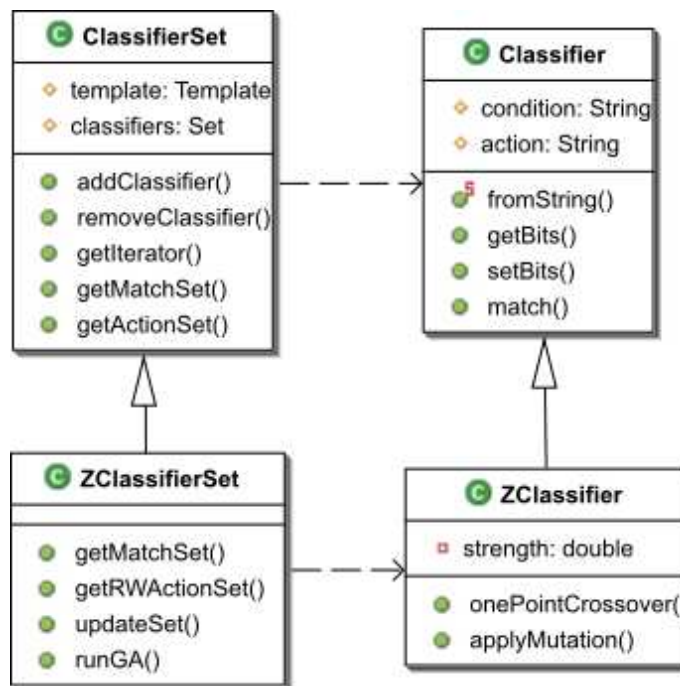 C ClassifierSet
template: Template
classifiers: Set
addClassifier()
removeClassifier()
getIterator()
getMatchSet()
getActionSet()
C Classifier
condition: String
action: String
S fromString()
getBits()
setBits()
match()
C ZClassifierSet
getMatchSet()
getRWActionSet()
updateSet()
runGA()
C ZClassifier
strength: double
onePointCrossover(
applyMutation()